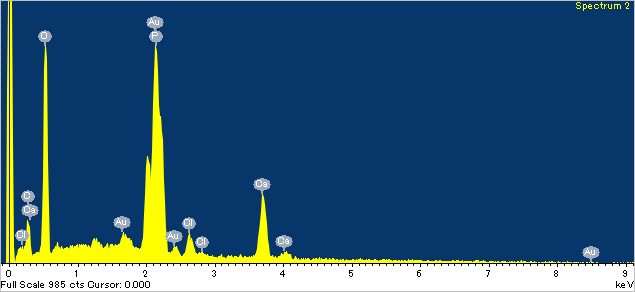 Spectrum 2
Au
O P
C
Ca Ca
Cl Au Au Cl Cl Ca Au
0 1 2 3 4 5 6 7 8 9
Full Scale 985 cts Cursor: 0.000 keV